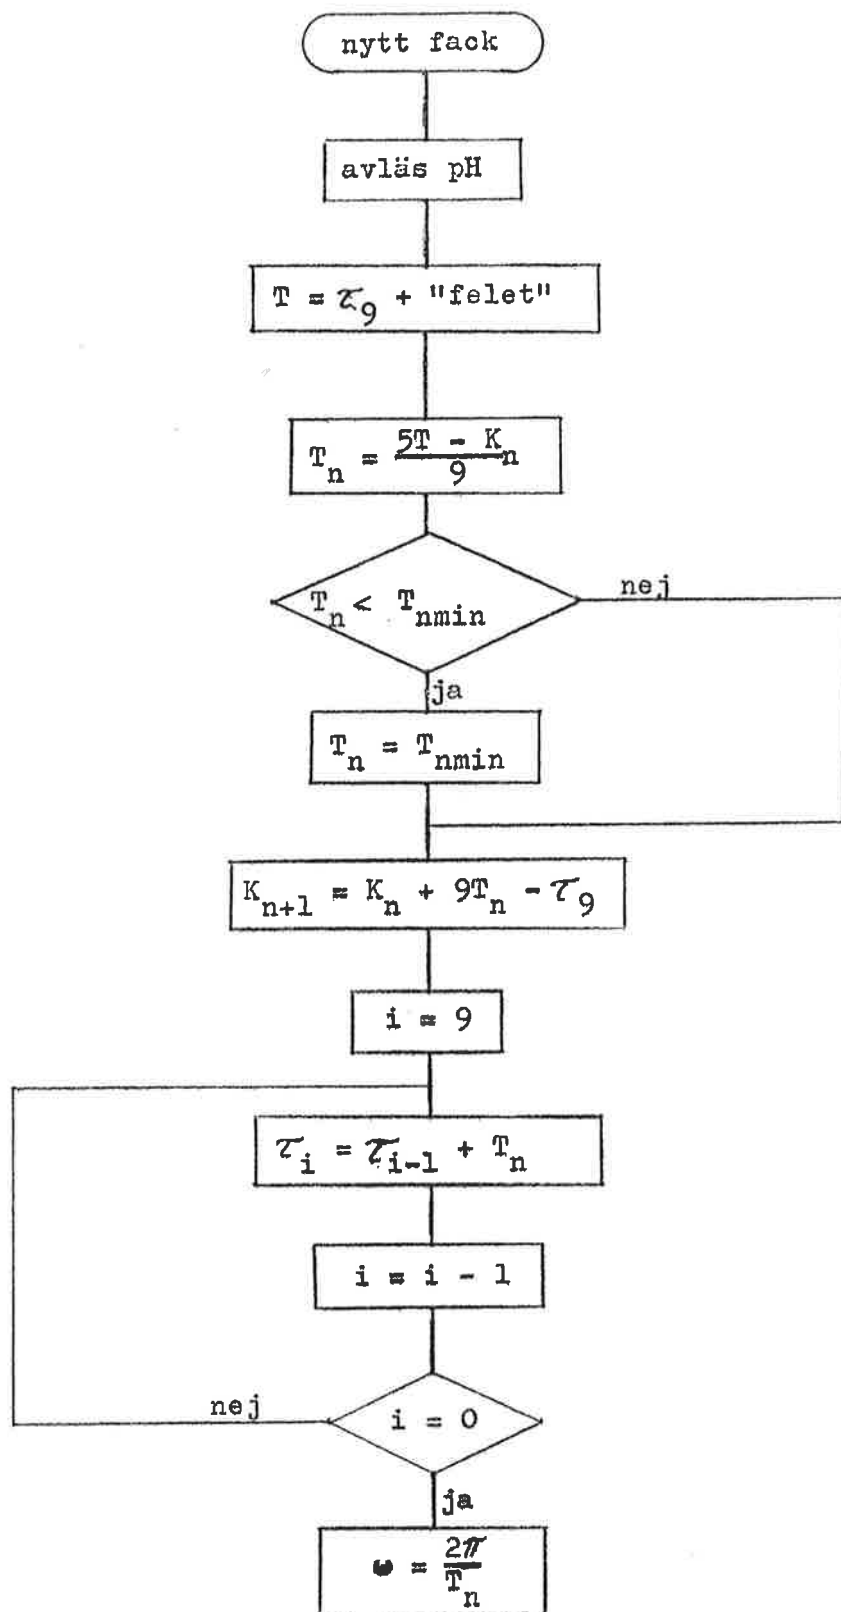 nytt fack
avläs pH
T = τ₉ + "felet"
Tₙ = (5T - Kₙ)/9
Tₙ < Tₙₘᵢₙ
nej
ja
Tₙ = Tₙₘᵢₙ
Kₙ₊₁ = Kₙ + 9Tₙ - τ₉
i = 9
τᵢ = τᵢ₋₁ + Tₙ
i = i - 1
nej
i = 0
ja
ω = 2π/Tₙ